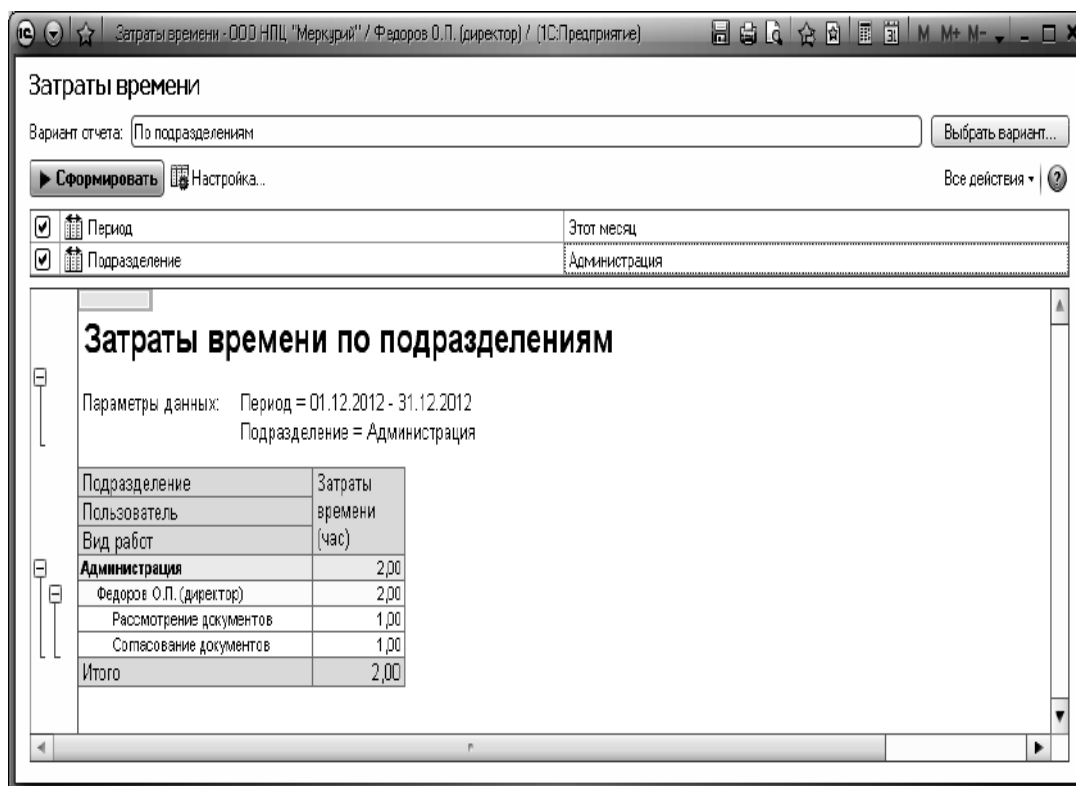 Затраты времени - ООО НПЦ "Меркурий" / Федоров О.П. (директор) / (1С:Предприятие) 31 M M+ M-
Затраты времени
Вариант отчета: По подразделениям Выбрать вариант...
Сформировать Настройка... Все действия ?
Период Этот месяц
Подразделение Администрация
Затраты времени по подразделениям
Параметры данных: Период = 01.12.2012 - 31.12.2012
Подразделение = Администрация
Подразделение Затраты
Пользователь времени
Вид работ (час)
Администрация 2,00
Федоров О.П. (директор) 2,00
Рассмотрение документов 1,00
Согласование документов 1,00
Итого 2,00